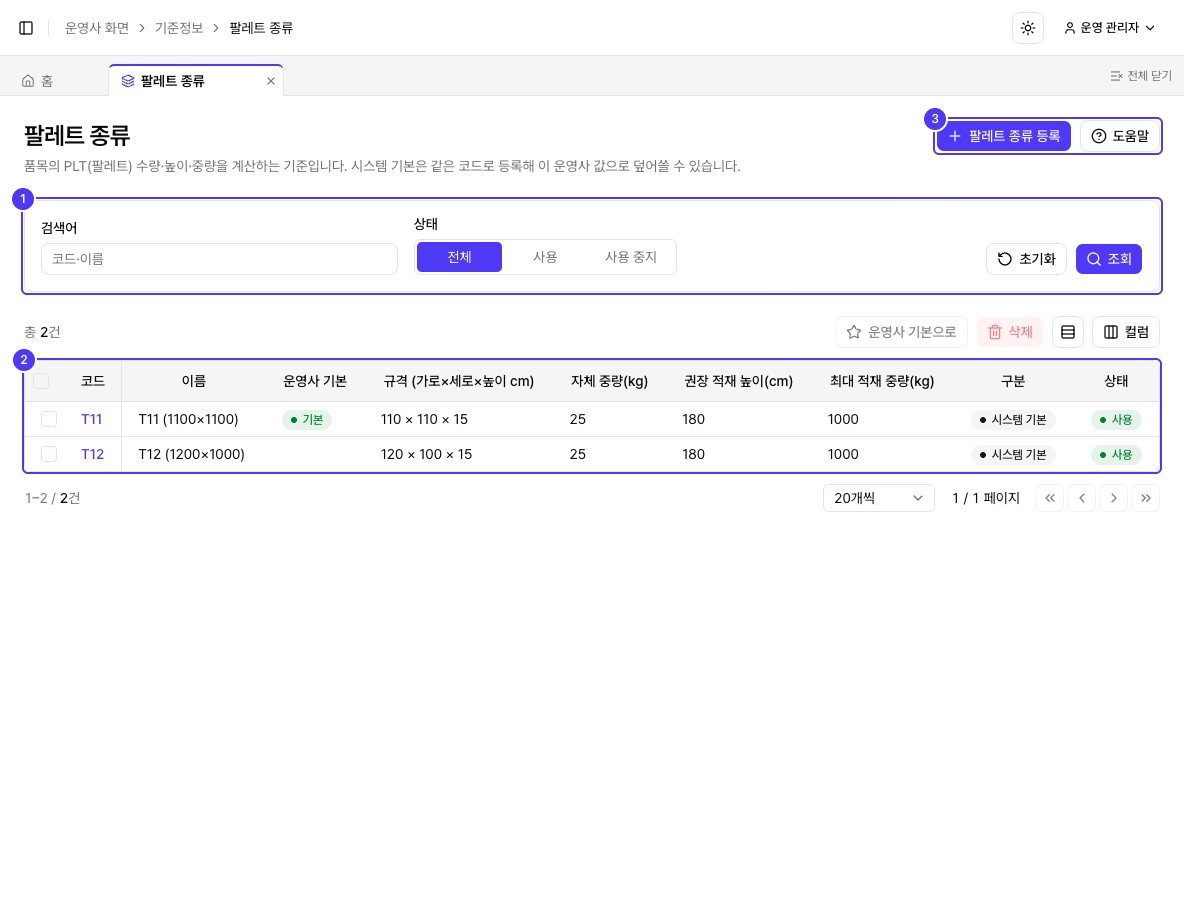 운영사 화면 > 기준정보 > 팔레트 종류
운영 관리자
홈
팔레트 종류
전체 닫기
팔레트 종류
품목의 PLT(팔레트) 수량·높이·중량을 계산하는 기준입니다. 시스템 기본은 같은 코드로 등록해 이 운영사 값으로 덮어쓸 수 있습니다.
3
팔레트 종류 등록
도움말
1
검색어
코드·이름
상태
전체 사용 사용 중지
초기화
조회
총 2건
운영사 기본으로
삭제
컬럼
2
코드 이름 운영사 기본 규격 (가로×세로×높이 cm) 자체 중량(kg) 권장 적재 높이(cm) 최대 적재 중량(kg) 구분 상태
T11 T11 (1100×1100) 기본 110 × 110 × 15 25 180 1000 시스템 기본 사용
T12 T12 (1200×1000) 120 × 100 × 15 25 180 1000 시스템 기본 사용
1–2 / 2건
20개씩
1 / 1 페이지